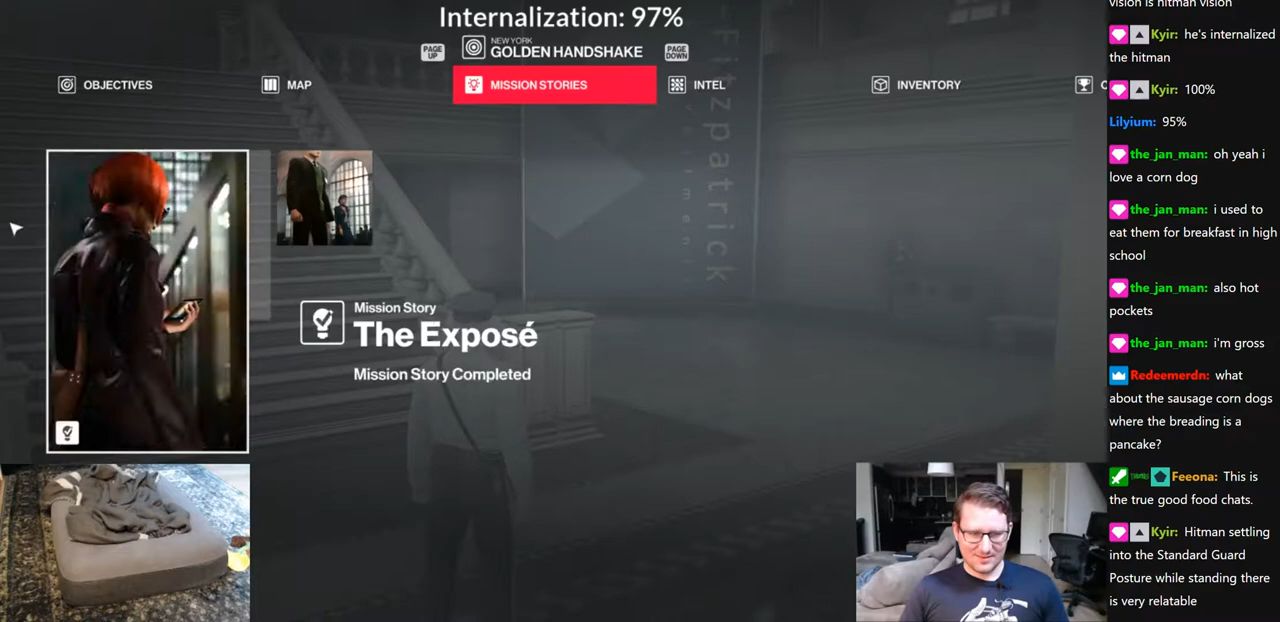 Internalization: 97%
PAGE UP
NEW YORK
GOLDEN HANDSHAKE
PAGE DOWN
OBJECTIVES
MAP
MISSION STORIES
INTEL
INVENTORY
C
Fitzpatrick
Mission Story
The Exposé
Mission Story Completed
vision is hitman vision
Kyir: he's internalized
the hitman
Kyir: 100%
Lilyium: 95%
the_jan_man: oh yeah i
love a corn dog
the_jan_man: i used to
eat them for breakfast in high
school
the_jan_man: also hot
pockets
the_jan_man: i'm gross
Redeemerdn: what
about the sausage corn dogs
where the breading is a
pancake?
Feeona: This is
the true good food chats.
Kyir: Hitman settling
into the Standard Guard
Posture while standing there
is very relatable